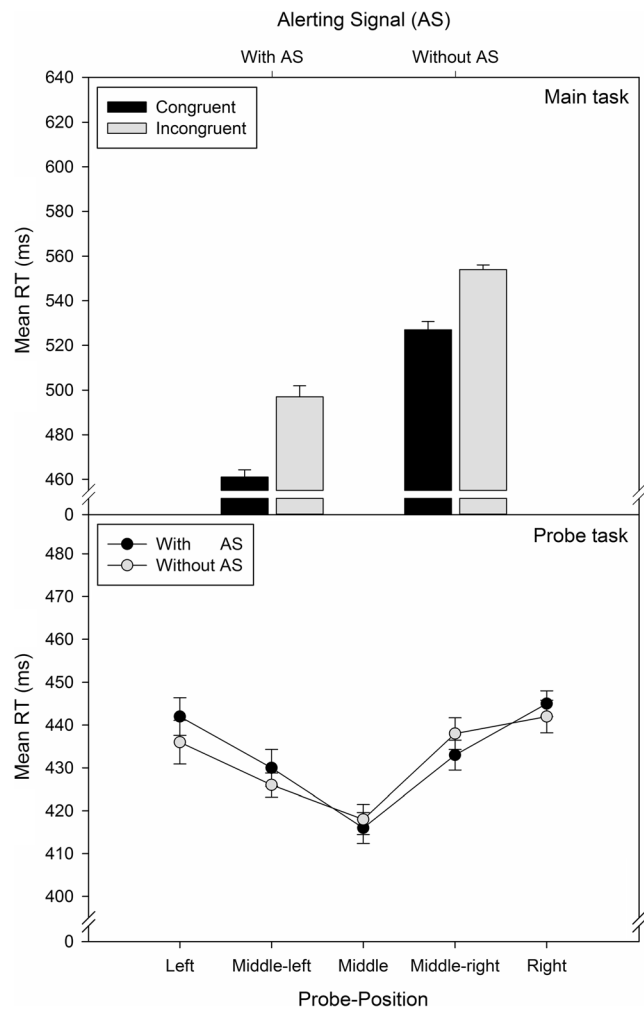 Alerting Signal (AS)
With AS Without AS
Main task
Congruent
Incongruent
Mean RT (ms)
640
620
600
580
560
540
520
500
480
460
0
Probe task
With AS
Without AS
Mean RT (ms)
480
470
460
450
440
430
420
410
400
0
Left Middle-left Middle Middle-right Right
Probe-Position